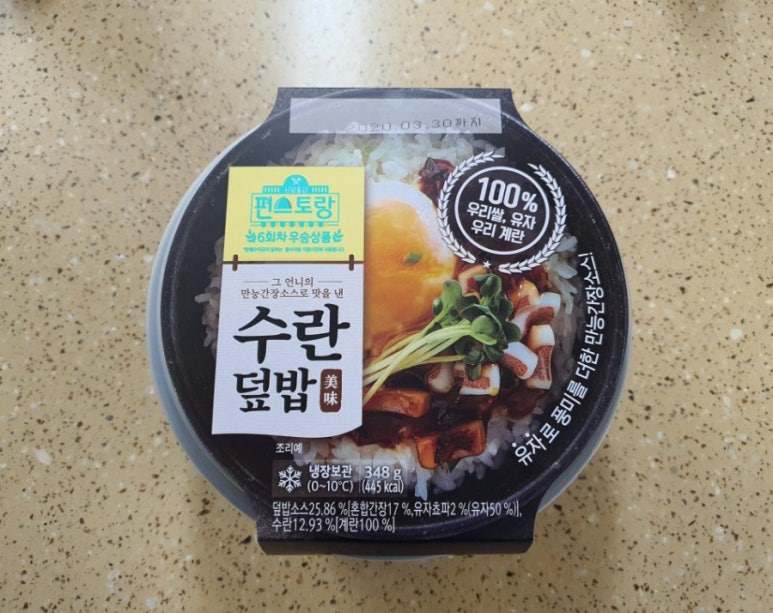 2020.03.30까지
신상출시
편스토랑
6회차 우승상품
100%
우리쌀, 유자
우리 계란
그 언니의
만능간장소스로 맛을 낸
수란
덮밥
美味
유자로 풍미를 더한 만능간장소스!
조리예
냉장보관
(0~10℃)
348 g
(445 kcal)
덮밥소스25.86 %[혼합간장17 %,유자쵸파2 %(유자50 %)],
수란12.93 %[계란100 %]